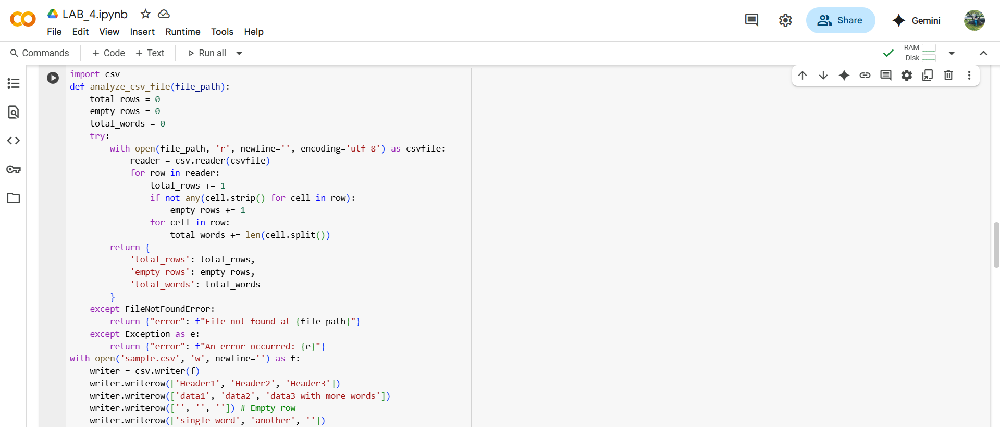 LAB_4.ipynb
File Edit View Insert Runtime Tools Help
Share
Gemini
Commands + Code + Text Run all
RAM
Disk
import csv
def analyze_csv_file(file_path):
    total_rows = 0
    empty_rows = 0
    total_words = 0
    try:
        with open(file_path, 'r', newline='', encoding='utf-8') as csvfile:
            reader = csv.reader(csvfile)
            for row in reader:
                total_rows += 1
                if not any(cell.strip() for cell in row):
                    empty_rows += 1
                for cell in row:
                    total_words += len(cell.split())
        return {
            'total_rows': total_rows,
            'empty_rows': empty_rows,
            'total_words': total_words
        }
    except FileNotFoundError:
        return {"error": f"File not found at {file_path}"}
    except Exception as e:
        return {"error": f"An error occurred: {e}"}
with open('sample.csv', 'w', newline='') as f:
    writer = csv.writer(f)
    writer.writerow(['Header1', 'Header2', 'Header3'])
    writer.writerow(['data1', 'data2', 'data3 with more words'])
    writer.writerow(['', '', '']) # Empty row
    writer.writerow(['single word', 'another', ''])